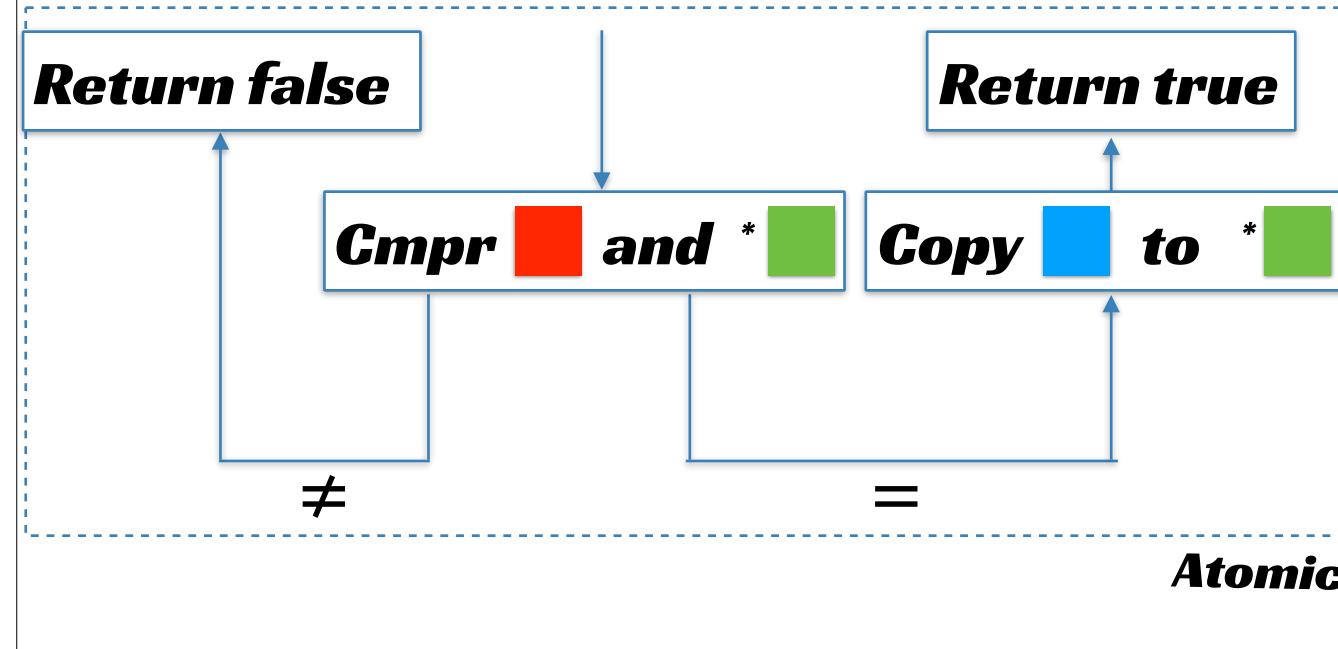 Return false
Return true
Cmpr and *
Copy to *
≠
=
Atomic